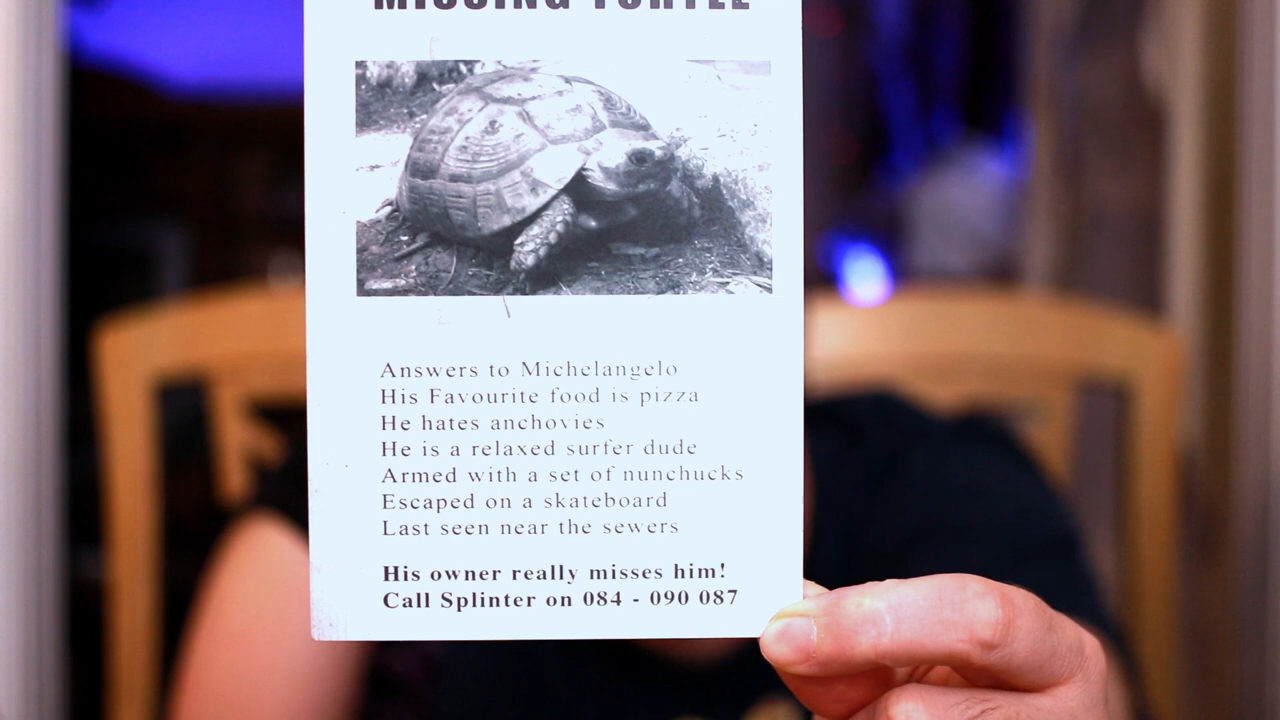 MISSING TURTLE
Answers to Michelangelo
His Favourite food is pizza
He hates anchovies
He is a relaxed surfer dude
Armed with a set of nunchucks
Escaped on a skateboard
Last seen near the sewers
His owner really misses him!
Call Splinter on 084 - 090 087